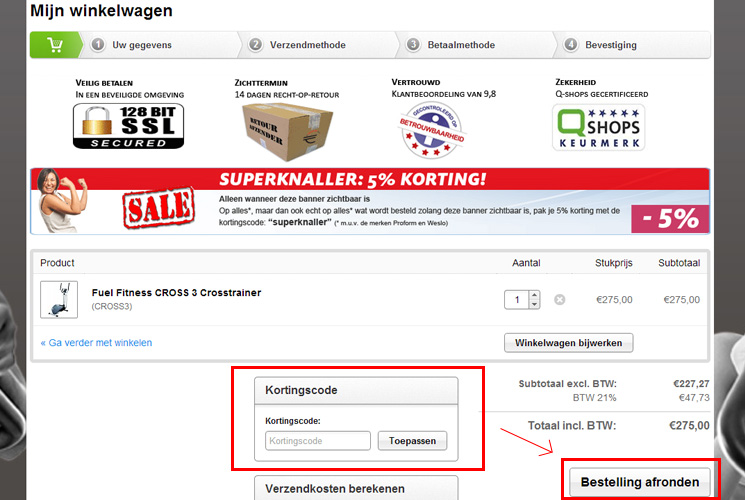 Mijn winkelwagen
1 Uw gegevens
2 Verzendmethode
3 Betaalmethode
4 Bevestiging
VEILIG BETALEN
IN EEN BEVEILIGDE OMGEVING
128 BIT
SSL
SECURED
ZICHTTERMIJN
14 DAGEN RECHT-OP-RETOUR
RETOUR
AFZENDER
VERTROUWD
KLANTBEOORDELING VAN 9,8
GECONTROLEERD OP
BETROUWBAARHEID
ZEKERHEID
Q-SHOPS GECERTIFICEERD
Q SHOPS
KEURMERK
SUPERKNALLER: 5% KORTING!
SALE
Alleen wanneer deze banner zichtbaar is
Op alles*, maar dan ook echt op alles* wat wordt besteld zolang deze banner zichtbaar is, pak je 5% korting met de
kortingscode: “superknaller” (* m.u.v. de merken Proform en Weslo)
- 5%
Product Aantal Stukprijs Subtotaal
Fuel Fitness CROSS 3 Crosstrainer
(CROSS3)
1 €275,00 €275,00
« Ga verder met winkelen
Winkelwagen bijwerken
Kortingscode
Kortingscode:
Kortingscode
Toepassen
Verzendkosten berekenen
Subtotaal excl. BTW: €227,27
BTW 21% €47,73
Totaal incl. BTW: €275,00
Bestelling afronden